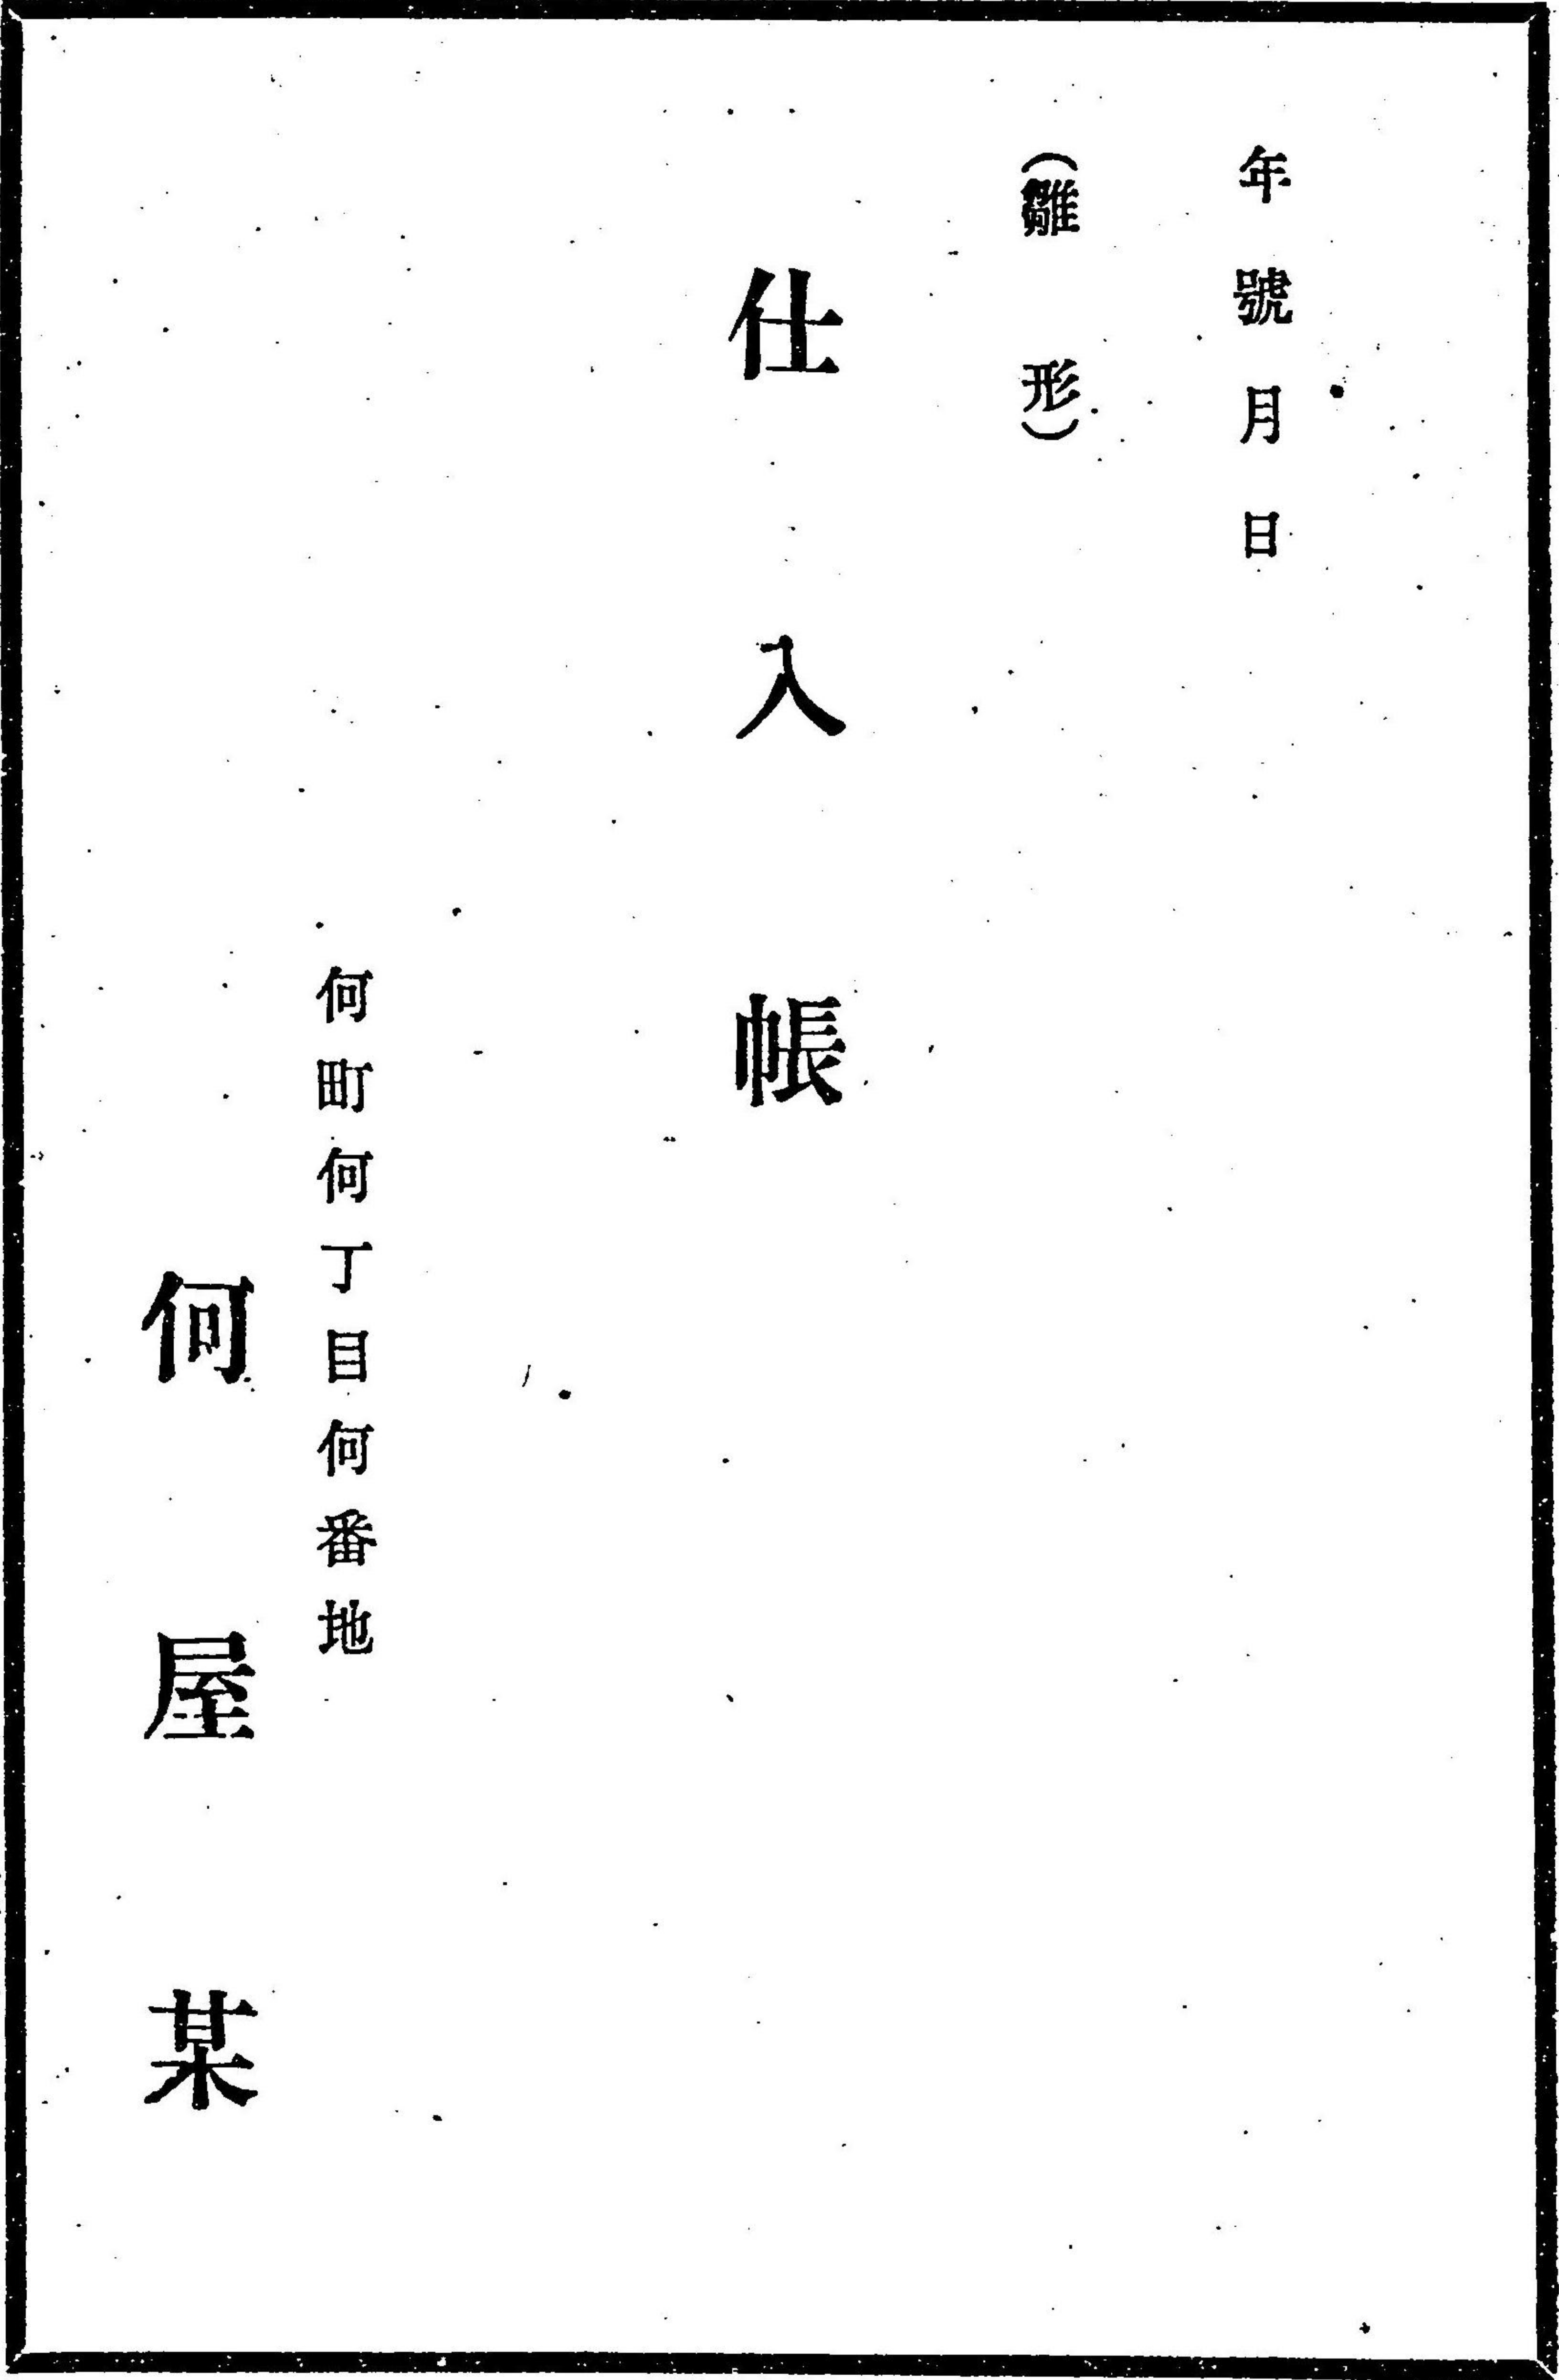 年號月日
(雛形)
仕入帳
何町何丁目何番地
何屋某